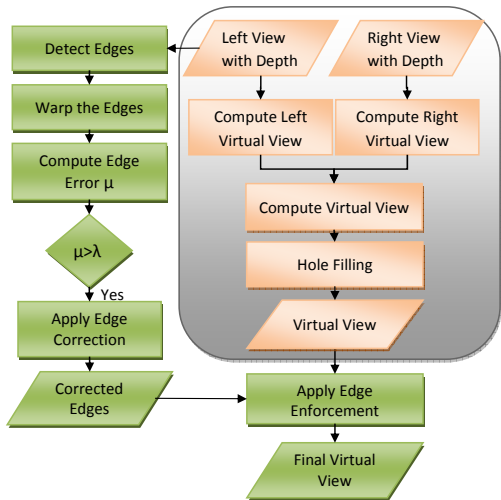 Detect Edges
Warp the Edges
Compute Edge
Error μ
μ>λ
Yes
Apply Edge
Correction
Corrected
Edges
Left View
with Depth
Right View
with Depth
Compute Left
Virtual View
Compute Right
Virtual View
Compute Virtual View
Hole Filling
Virtual View
Apply Edge
Enforcement
Final Virtual
View